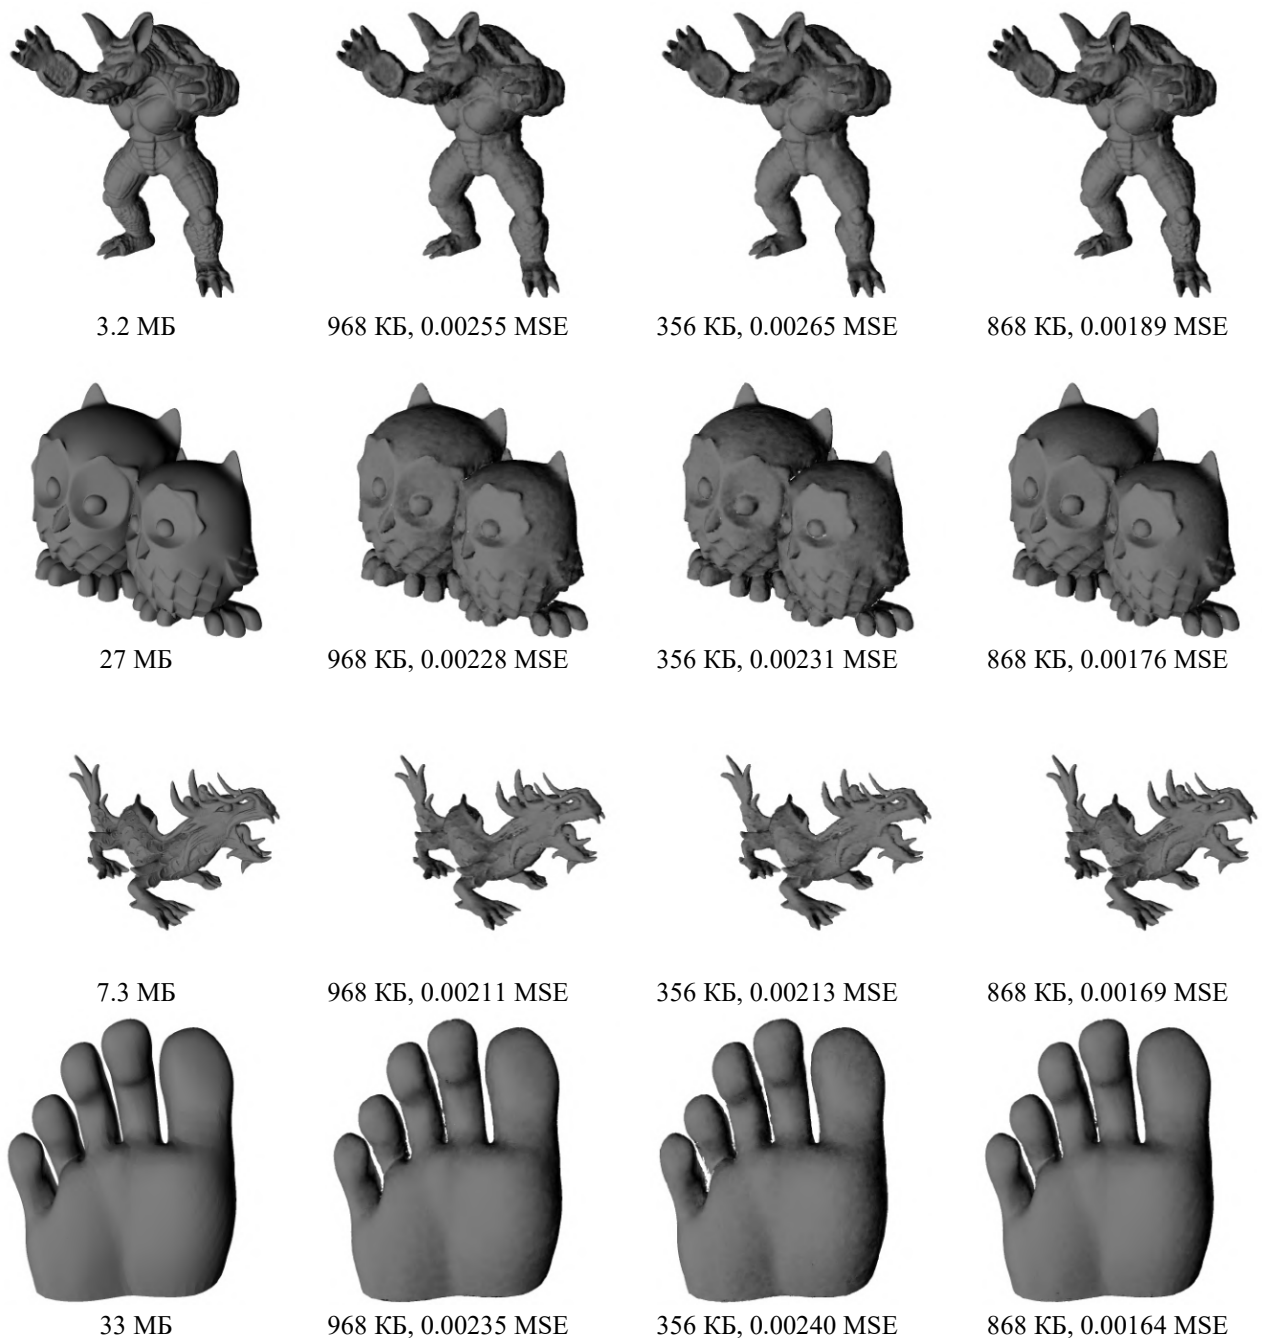 3.2 МБ 968 КБ, 0.00255 MSE 356 КБ, 0.00265 MSE 868 КБ, 0.00189 MSE
27 МБ 968 КБ, 0.00228 MSE 356 КБ, 0.00231 MSE 868 КБ, 0.00176 MSE
7.3 МБ 968 КБ, 0.00211 MSE 356 КБ, 0.00213 MSE 868 КБ, 0.00169 MSE
33 МБ 968 КБ, 0.00235 MSE 356 КБ, 0.00240 MSE 868 КБ, 0.00164 MSE